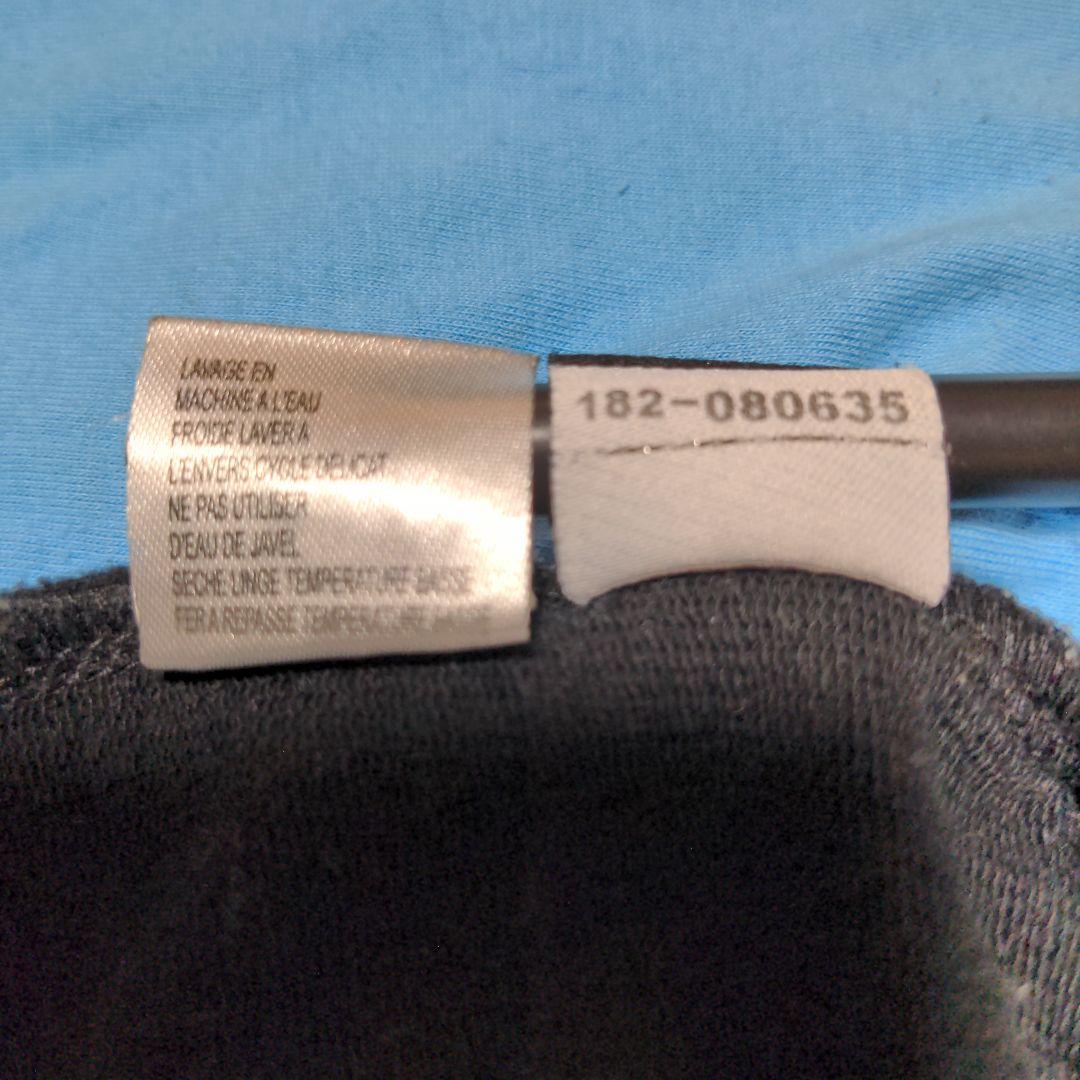 LAVAGE EN
MACHINE A L'EAU
FROIDE LAVER A
L'ENVERS CYCLE DELICAT
NE PAS UTILISER
D'EAU DE JAVEL
SECHE LINGE TEMPERATURE BASSE
FER A REPASSE TEMPERATURE BASSE
182-080635